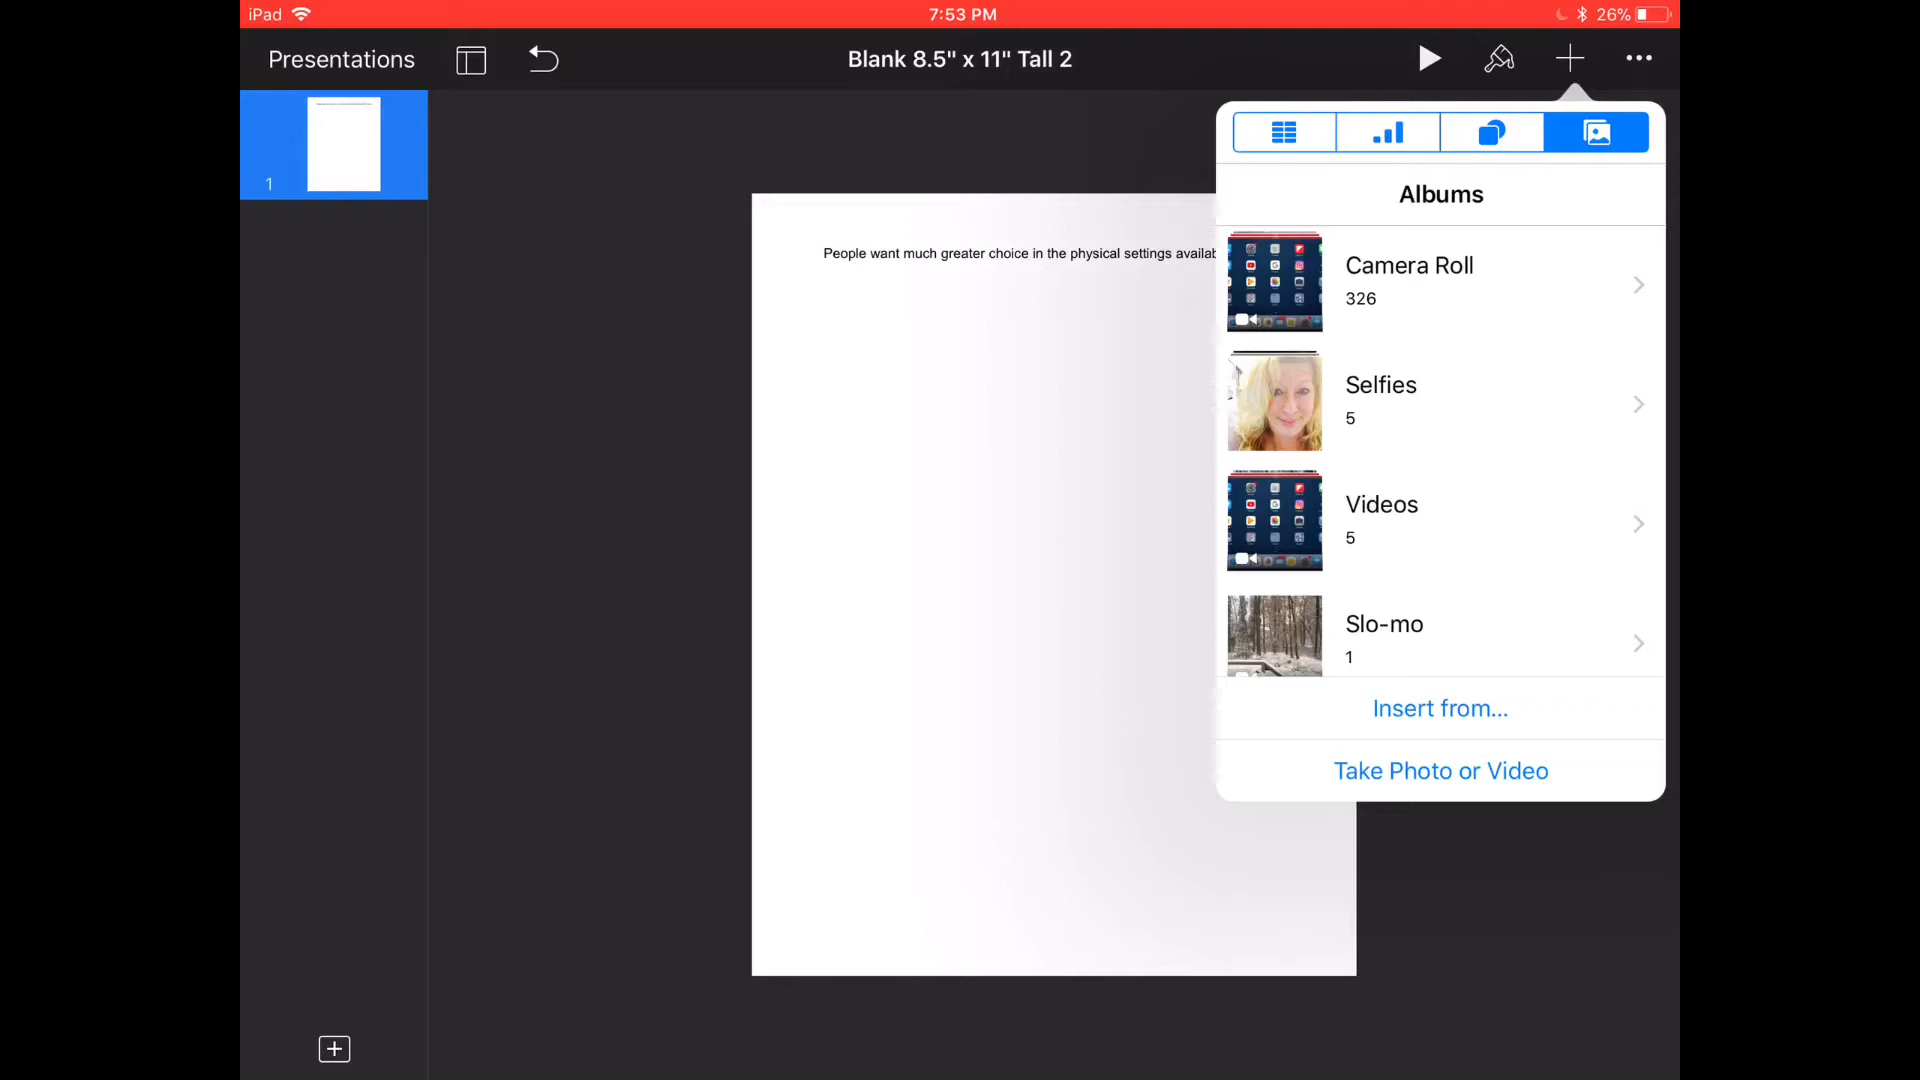 iPad
7:53 PM
26%
Presentations
Blank 8.5" x 11" Tall 2
1
People want much greater choice in the physical settings
Albums
Camera Roll
326
Selfies
5
Videos
5
Slo-mo
1
Insert from...
Take Photo or Video